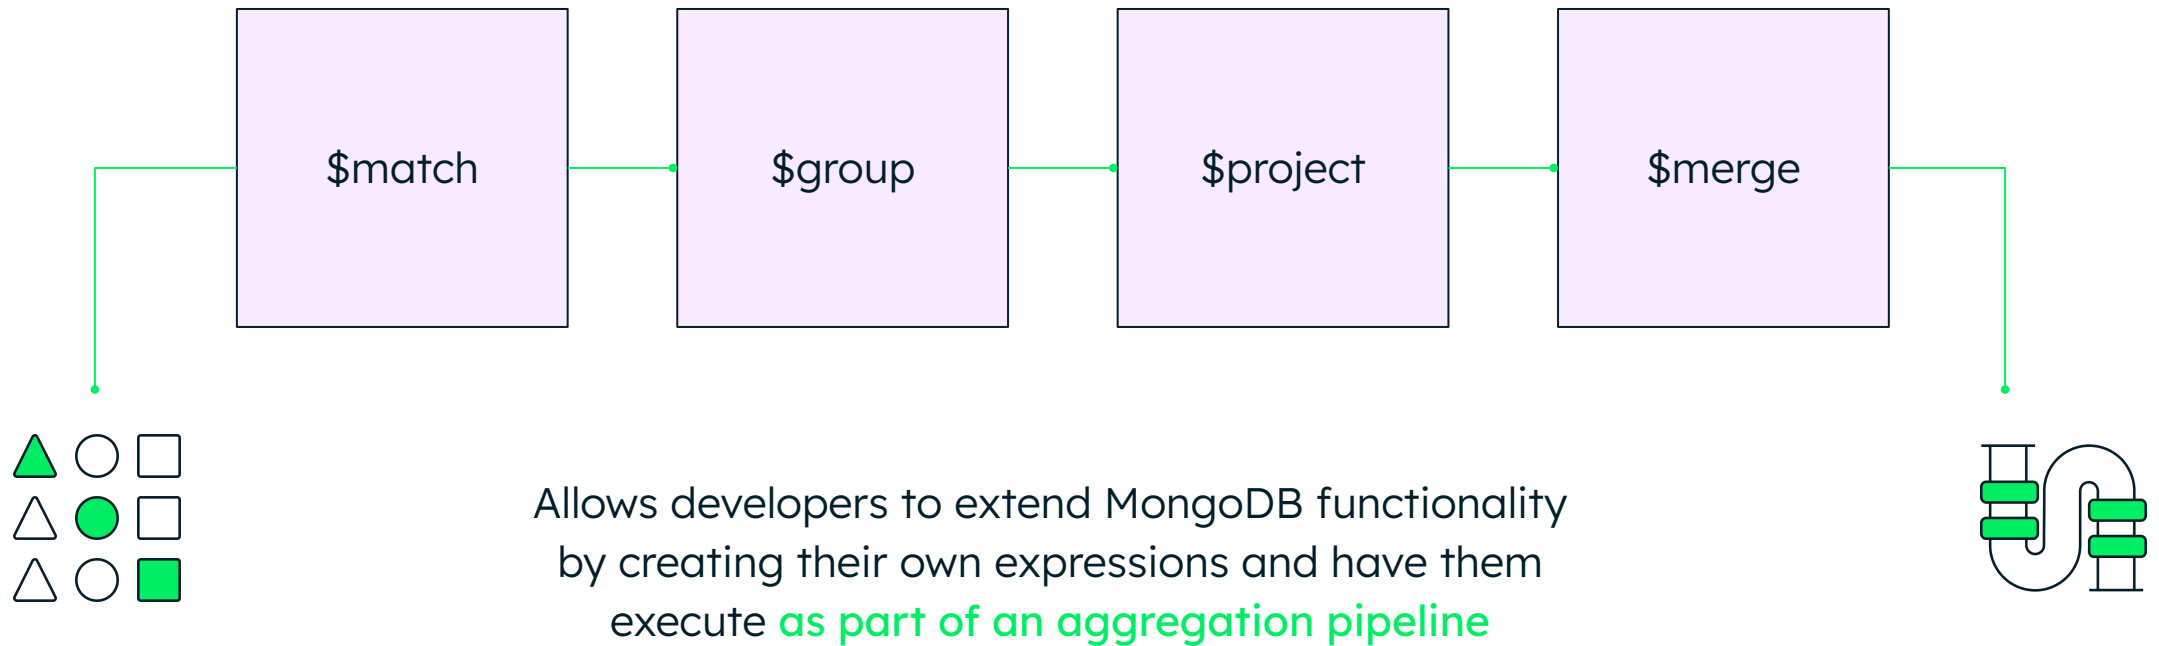 $match
$group
$project
$merge
Allows developers to extend MongoDB functionality
by creating their own expressions and have them
execute as part of an aggregation pipeline